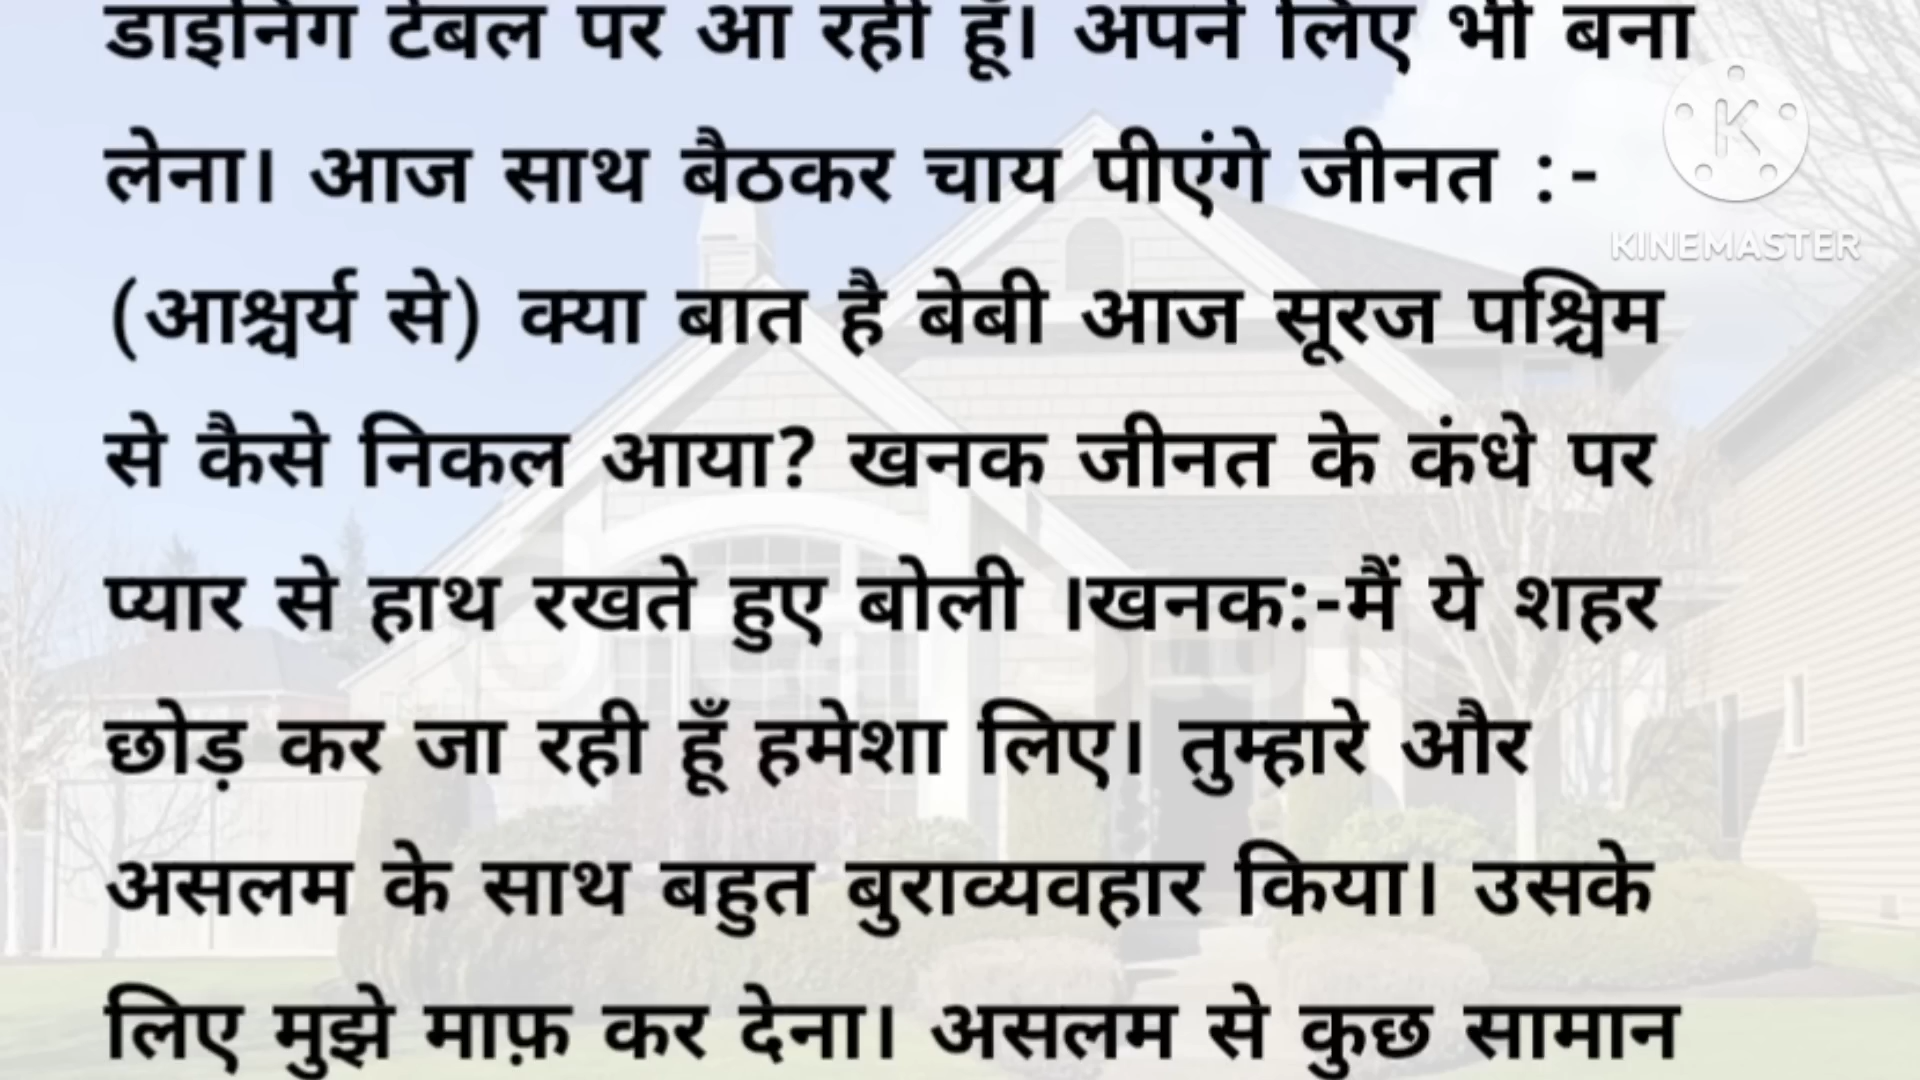 डाइनिंग टेबल पर आ रही हूँ। अपने लिए भी बना
लेना। आज साथ बैठकर चाय पीएंगे जीनत :-
(आश्चर्य से) क्या बात है बेबी आज सूरज पश्चिम
से कैसे निकल आया? खनक जीनत के कंधे पर
प्यार से हाथ रखते हुए बोली ।खनक:-मैं ये शहर
छोड़ कर जा रही हूँ हमेशा लिए। तुम्हारे और
असलम के साथ बहुत बुराव्यवहार किया। उसके
लिए मुझे माफ़ कर देना। असलम से कुछ सामान
K
KINEMASTER